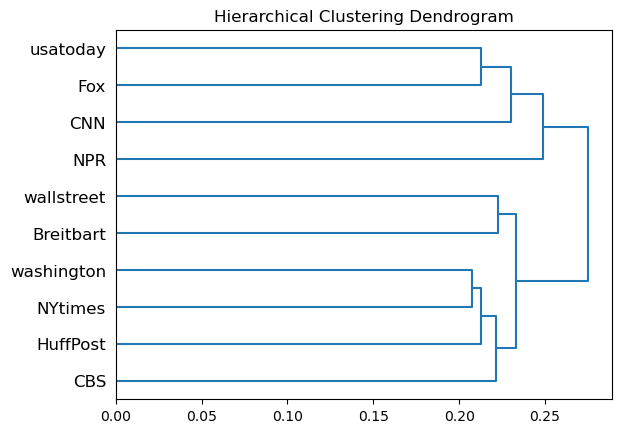 Hierarchical Clustering Dendrogram
usatoday
Fox
CNN
NPR
wallstreet
Breitbart
washington
NYtimes
HuffPost
CBS
0.00 0.05 0.10 0.15 0.20 0.25